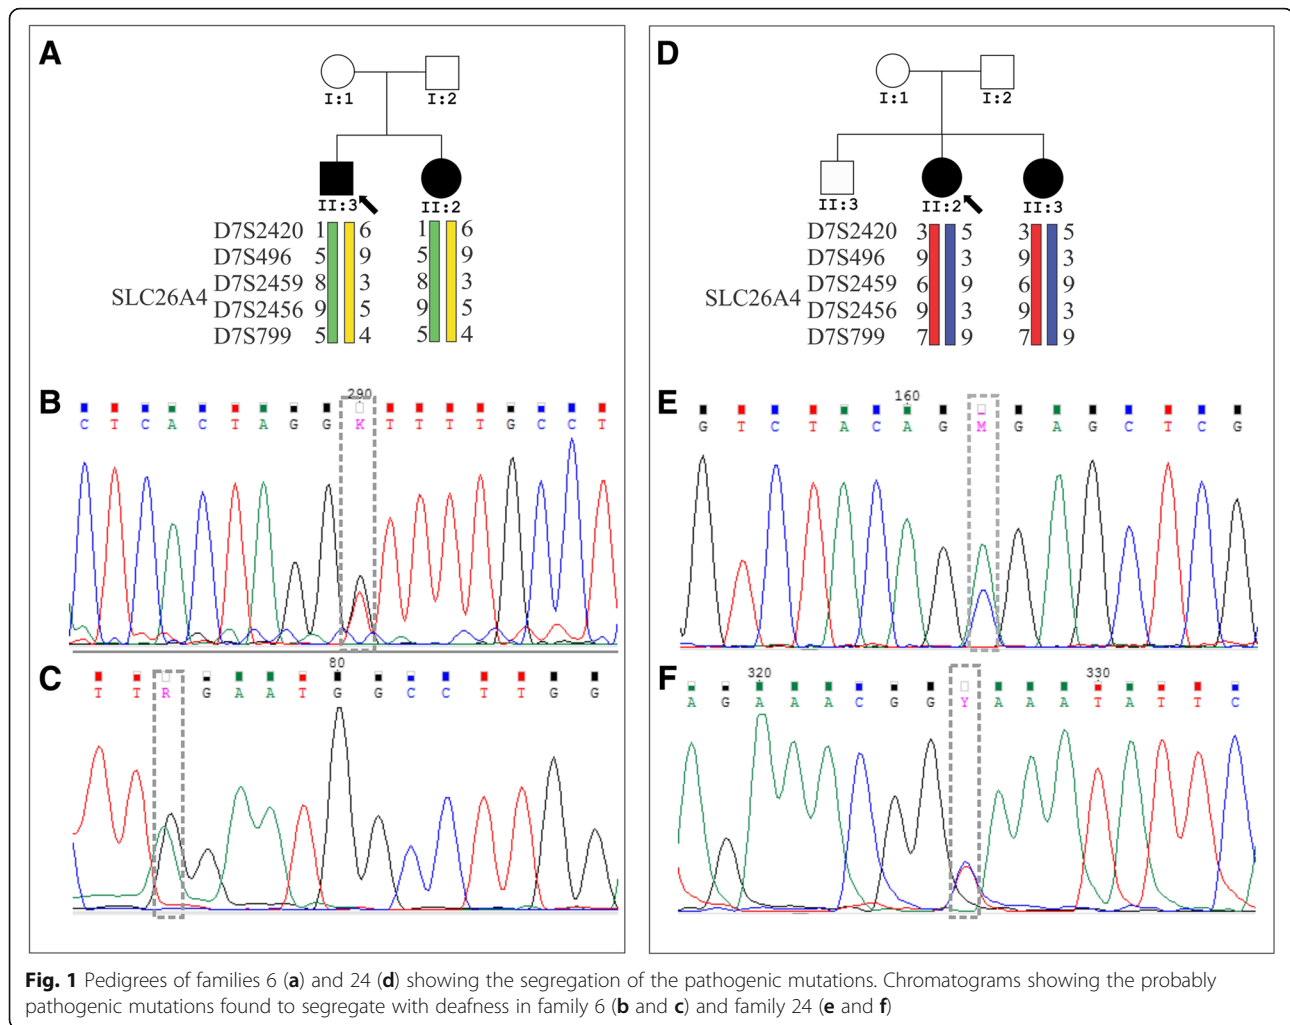 A
I:1 I:2
II:3 II:2
D7S2420 1 6 1 6
D7S496 5 9 5 9
D7S2459 8 3 8 3
SLC26A4
D7S2456 9 5 9 5
D7S799 5 4 5 4
B
290
C T C A C T A G G K T T T T G C C T
C
80
T T R G A A T G G C C T T G G
D
I:1 I:2
II:3 II:2 II:3
D7S2420 3 5 3 5
D7S496 9 3 9 3
D7S2459 6 9 6 9
SLC26A4
D7S2456 9 3 9 3
D7S799 7 9 7 9
E
160
G T C T A C A G M G A G C T C G
F
320 330
A G A A A C G G Y A A A T A T T C
Fig. 1 Pedigrees of families 6 (a) and 24 (d) showing the segregation of the pathogenic mutations. Chromatograms showing the probably
pathogenic mutations found to segregate with deafness in family 6 (b and c) and family 24 (e and f)